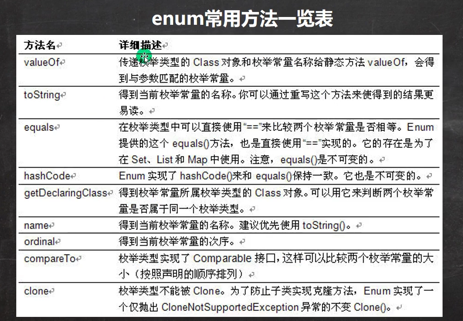 enum常用方法一览表
方法名 详细描述
valueOf 传递枚举类型的 Class 对象和枚举常量名称给静态方法 valueOf，会得
到与参数匹配的枚举常量。
toString 得到当前枚举常量的名称。你可以通过重写这个方法来使得到的结果更
易读。
equals 在枚举类型中可以直接使用“==”来比较两个枚举常量是否相等。Enum
提供的这个 equals()方法，也是直接使用“==”实现的。它的存在是为了
在 Set、List 和 Map 中使用。注意，equals()是不可变的。
hashCode Enum 实现了 hashCode()来和 equals()保持一致。它也是不可变的。
getDeclaringClass 得到枚举常量所属枚举类型的 Class 对象。可以用它来判断两个枚举常
量是否属于同一个枚举类型。
name 得到当前枚举常量的名称。建议优先使用 toString()。
ordinal 得到当前枚举常量的次序。
compareTo 枚举类型实现了 Comparable 接口，这样可以比较两个枚举常量的大
小（按照声明的顺序排列）
clone 枚举类型不能被 Clone。为了防止子类实现克隆方法，Enum 实现了一
个仅抛出 CloneNotSupportedException 异常的不变 Clone()。